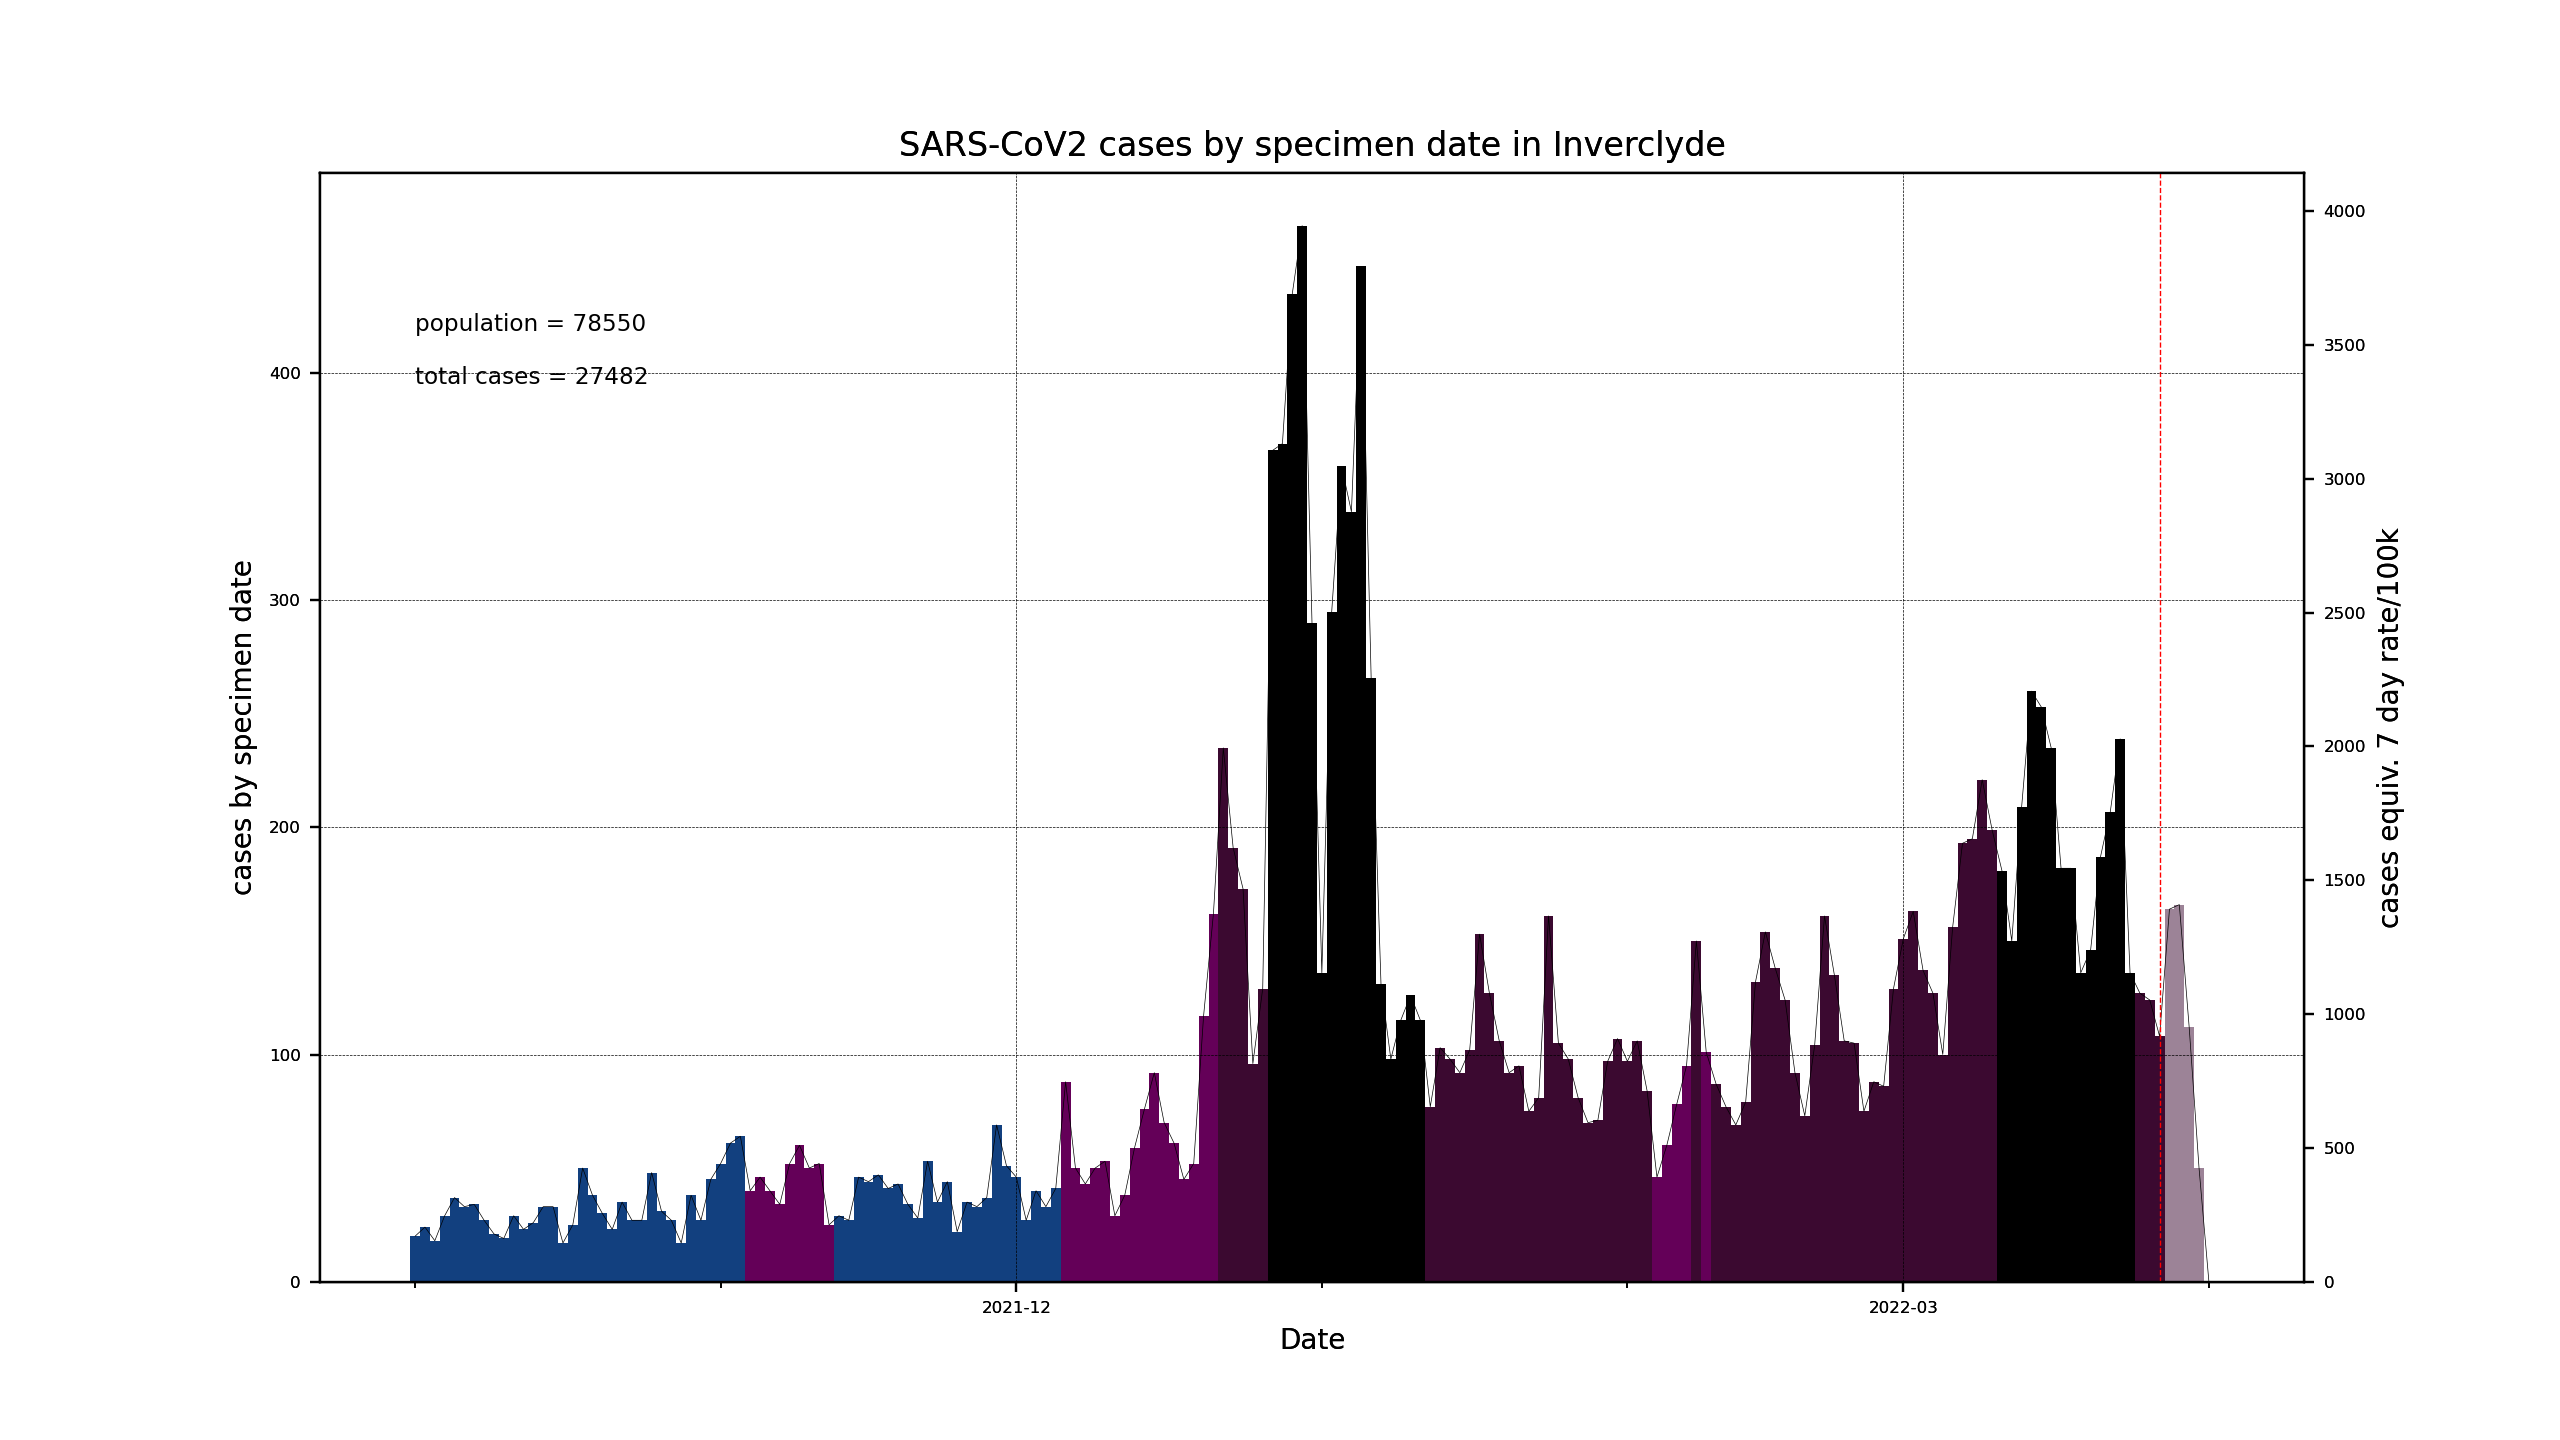 SARS-CoV2 cases by specimen date in Inverclyde
population = 78550
total cases = 27482
cases by specimen date
400
300
200
100
0
4000
3500
3000
2500
2000
1500
1000
500
0
cases equiv. 7 day rate/100k
2021-12
2022-03
Date